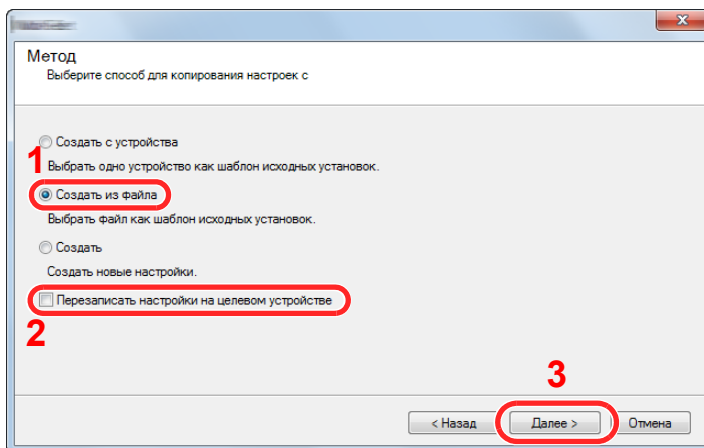 Метод
Выберите способ для копирования настроек с
Создать с устройства
1
Выбрать одно устройство как шаблон исходных установок.
Создать из файла
Выбрать файл как шаблон исходных установок.
Создать
Создать новые настройки.
Перезаписать настройки на целевом устройстве
2
3
< Назад Далее > Отмена